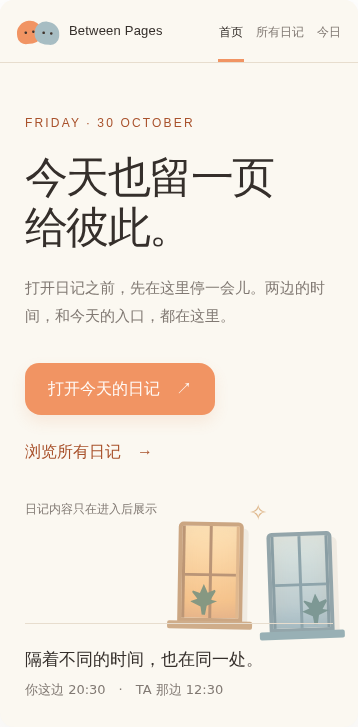 Between Pages 首页 所有日记 今日
FRIDAY · 30 OCTOBER
今天也留一页
给彼此。
打开日记之前，先在这里停一会儿。两边的时
间，和今天的入口，都在这里。
打开今天的日记 ↗
浏览所有日记 →
日记内容只在进入后展示
隔着不同的时间，也在同一处。
你这边 20:30 · TA 那边 12:30